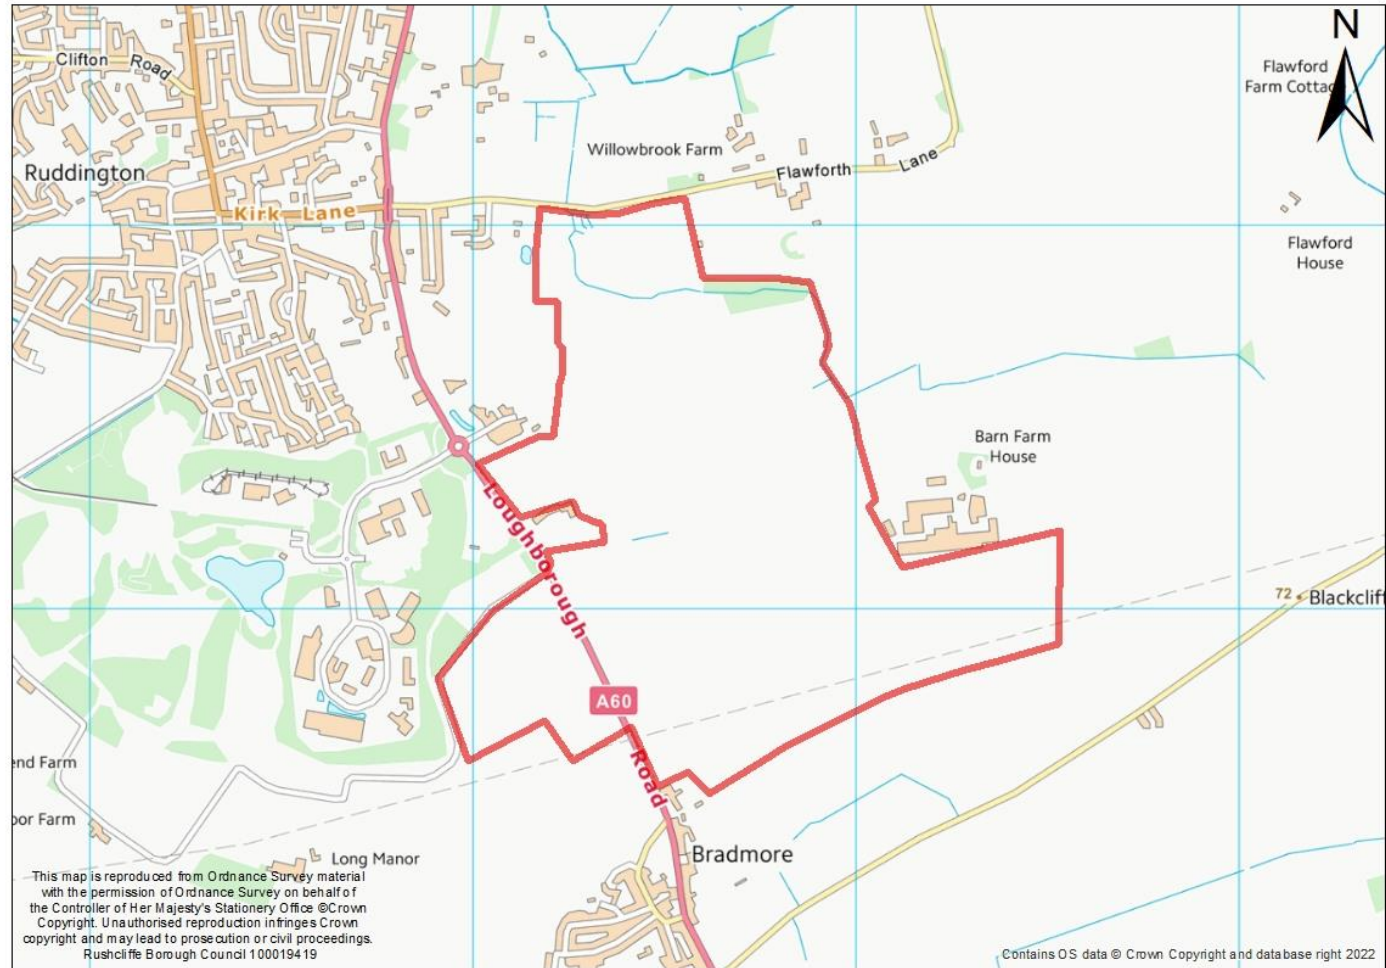 N
Clifton Road
Flawford
Farm Cottag
Willowbrook Farm
Ruddington
Flawforth Lane
Kirk Lane
Flawford
House
Barn Farm
House
Loughborough
Road
72
Blackcliff
A60
end Farm
oor Farm
Long Manor
Bradmore
This map is reproduced from Ordnance Survey material
with the permission of Ordnance Survey on behalf of
the Controller of Her Majesty's Stationery Office ©Crown
Copyright. Unauthorised reproduction infringes Crown
copyright and may lead to prosecution or civil proceedings.
Rushcliffe Borough Council 100019419
Contains OS data © Crown Copyright and database right 2022